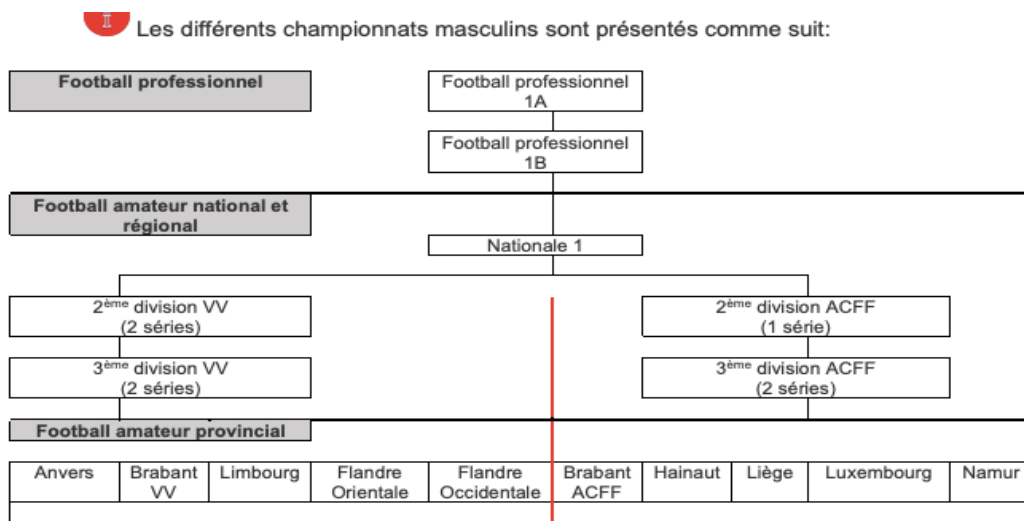 I
Les différents championnats masculins sont présentés comme suit:
Football professionnel
Football professionnel
1A
Football professionnel
1B
Football amateur national et
régional
Nationale 1
2ème division VV
(2 séries)
2ème division ACFF
(1 série)
3ème division VV
(2 séries)
3ème division ACFF
(2 séries)
Football amateur provincial
Anvers
Brabant
VV
Limbourg
Flandre
Orientale
Flandre
Occidentale
Brabant
ACFF
Hainaut
Liège
Luxembourg
Namur